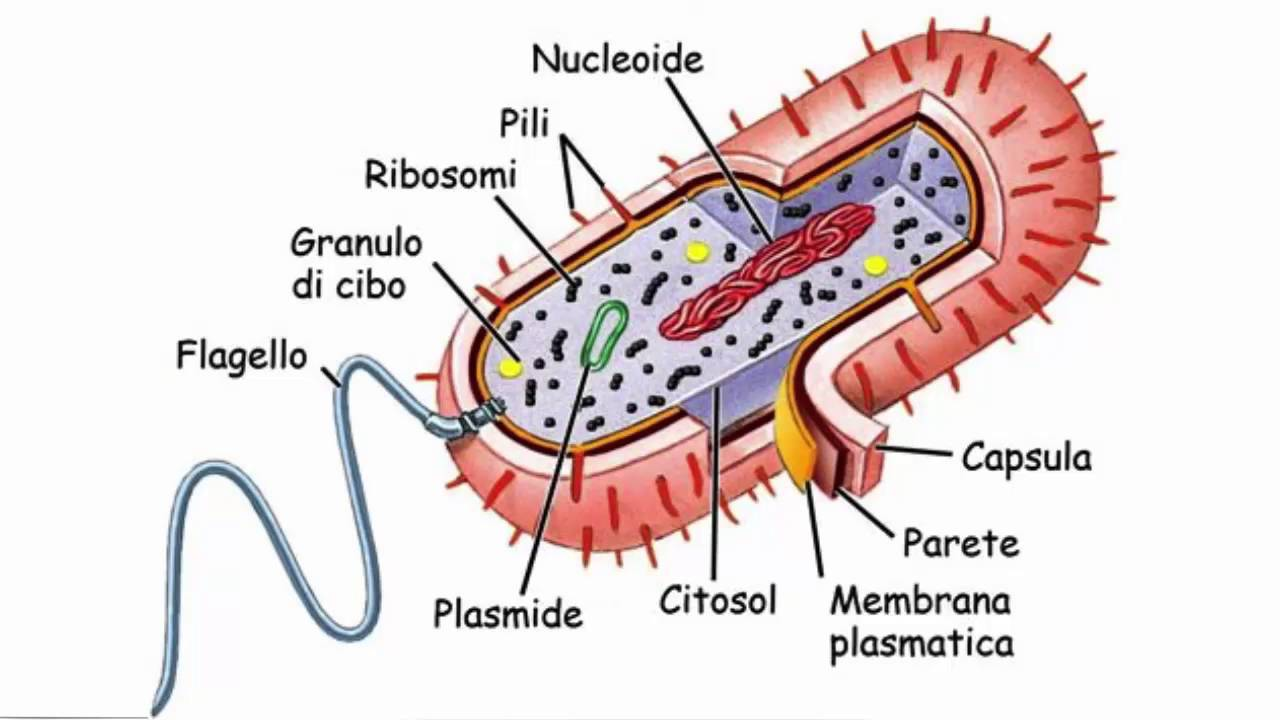 Nucleoide
Pili
Ribosomi
Granulo
di cibo
Flagello
Capsula
Parete
Plasmide
Citosol
Membrana
plasmatica